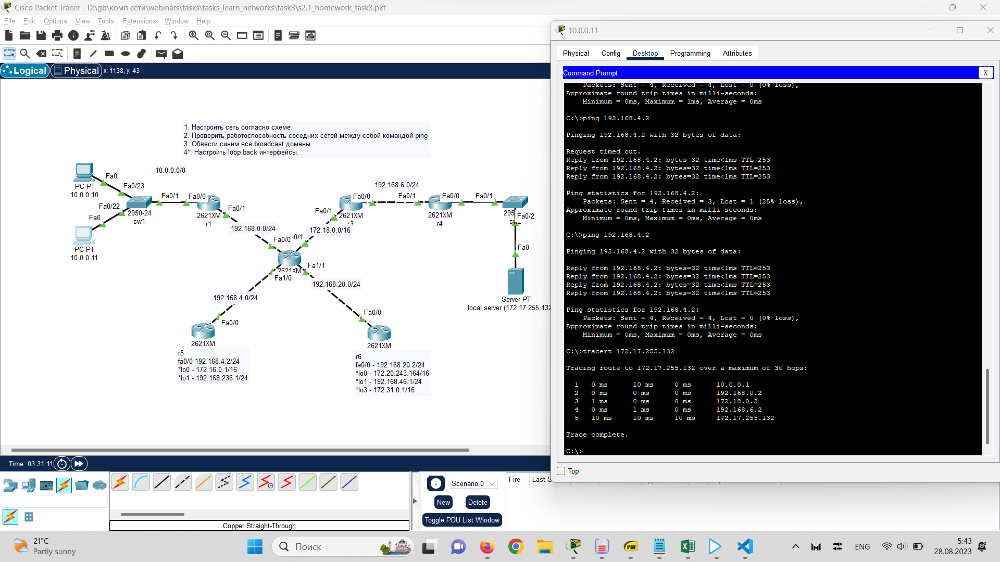 Cisco Packet Tracer - D:\gb\комп сети\webinars\tasks\tasks_learn_networks\task3\s2.1_homework_task3.pkt
File Edit Options View Tools Extensions Window Help
Logical Physical x: 1138, y: 43
1. Настроить сеть согласно схеме.
2. Проверить работоспособность соседних сетей между собой командой ping
3. Обвести синим все broadcast домены
4*. Настроить loop back интерфейсы.
10.0.0.0/8
Fa0
PC-PT
10.0.0.10
Fa0/23
Fa0/22
Fa0
PC-PT
10.0.0.11
2950-24
sw1
Fa0/1
Fa0/0
2621XM
r1
Fa0/1
192.168.0.0/24
Fa0/0
0/1
2621XM
Fa1/0
Fa1/1
172.18.0.0/16
Fa0/1
Fa0/0
2621XM
r3
192.168.6.0/24
Fa0/1
Fa0/0
2621XM
r4
Fa0/1
295
Fa0/2
sw2
Fa0
Server-PT
local server (172.17.255.132
192.168.20.0/24
192.168.4.0/24
Fa0/0
2621XM
r5
fa0/0 192.168.4.2/24
*lo0 - 172.16.0.1/16
*lo1 - 192.168.236.1/24
Fa0/0
2621XM
r6
fa0/0 - 192.168.20.2/24
*lo0 - 172.20.243.164/16
*lo1 - 192.168.46.1/24
*lo3 - 172.31.0.1/16
Time: 03:31:11
Copper Straight-Through
Scenario 0
New Delete
Toggle PDU List Window
Fire Last S
10.0.0.11
Physical Config Desktop Programming Attributes
Command Prompt X
Packets: Sent = 4, Received = 4, Lost = 0 (0% loss),
Approximate round trip times in milli-seconds:
Minimum = 0ms, Maximum = 1ms, Average = 0ms
C:\>ping 192.168.4.2
Pinging 192.168.4.2 with 32 bytes of data:
Request timed out.
Reply from 192.168.4.2: bytes=32 time<1ms TTL=253
Reply from 192.168.4.2: bytes=32 time<1ms TTL=253
Reply from 192.168.4.2: bytes=32 time<1ms TTL=253
Ping statistics for 192.168.4.2:
Packets: Sent = 4, Received = 3, Lost = 1 (25% loss),
Approximate round trip times in milli-seconds:
Minimum = 0ms, Maximum = 0ms, Average = 0ms
C:\>ping 192.168.4.2
Pinging 192.168.4.2 with 32 bytes of data:
Reply from 192.168.4.2: bytes=32 time<1ms TTL=253
Reply from 192.168.4.2: bytes=32 time<1ms TTL=253
Reply from 192.168.4.2: bytes=32 time<1ms TTL=253
Reply from 192.168.4.2: bytes=32 time<1ms TTL=253
Ping statistics for 192.168.4.2:
Packets: Sent = 4, Received = 4, Lost = 0 (0% loss),
Approximate round trip times in milli-seconds:
Minimum = 0ms, Maximum = 0ms, Average = 0ms
C:\>tracert 172.17.255.132
Tracing route to 172.17.255.132 over a maximum of 30 hops:
1 0 ms 10 ms 0 ms 10.0.0.1
2 0 ms 0 ms 0 ms 192.168.0.2
3 1 ms 0 ms 0 ms 172.18.0.2
4 0 ms 1 ms 0 ms 192.168.6.2
5 10 ms 10 ms 10 ms 172.17.255.132
Trace complete.
C:\>
Top
21°C
Partly sunny
Поиск
PDF
ENG
5:43
28.08.2023